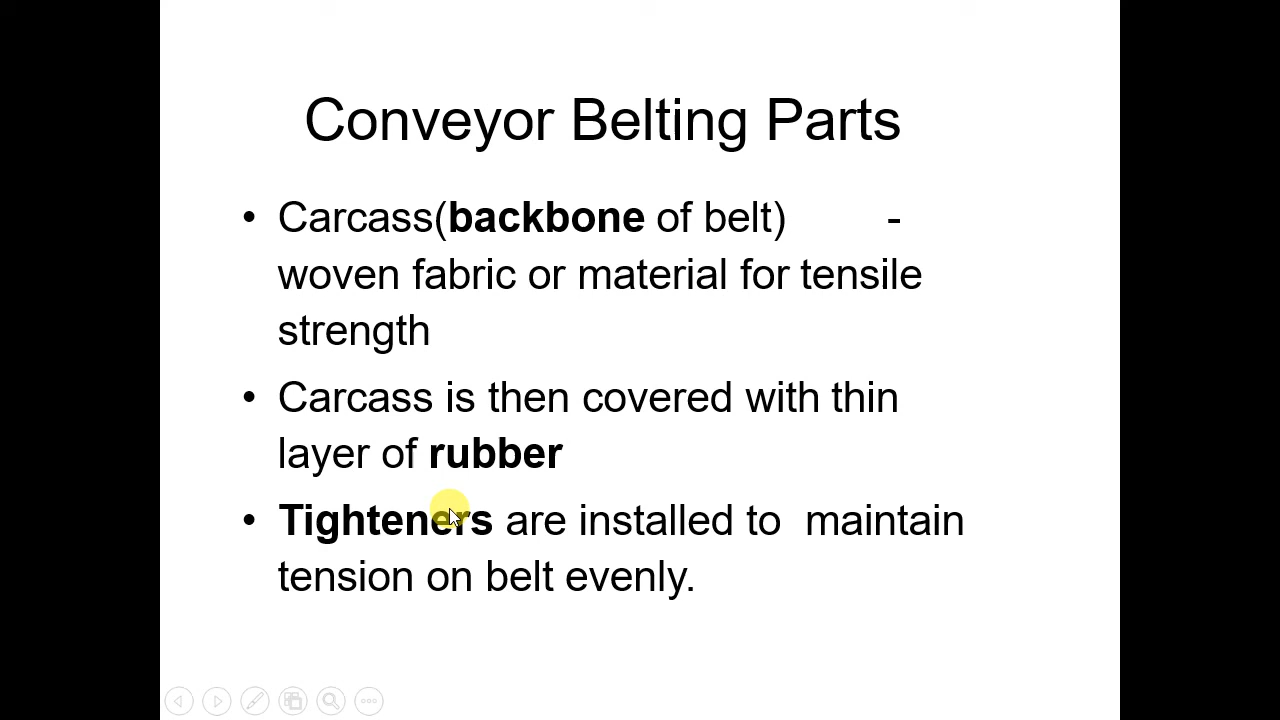 Conveyor Belting Parts
• Carcass(backbone of belt) -
woven fabric or material for tensile
strength
• Carcass is then covered with thin
layer of rubber
• Tighteners are installed to  maintain
tension on belt evenly.